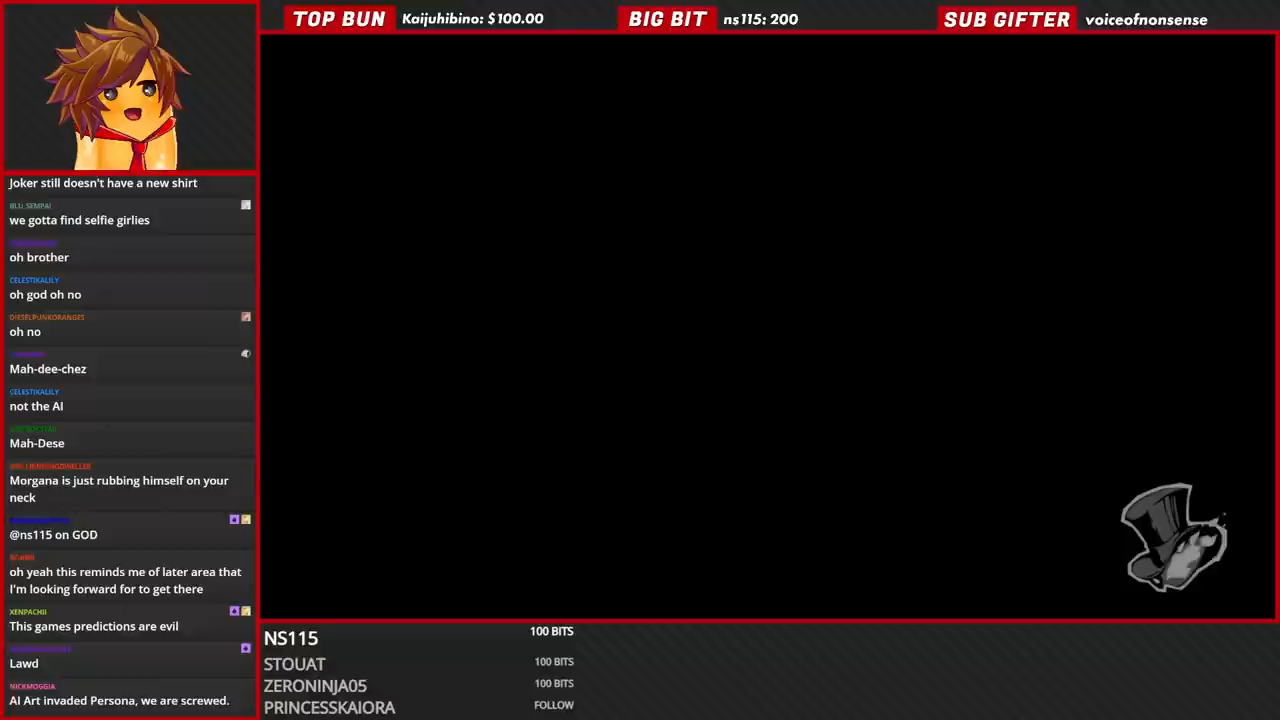 TOP BUN Kaijuhibino: $100.00 BIG BIT ns115: 200 SUB GIFTER voiceofnonsense
Joker still doesn't have a new shirt
BLU_SEMPAI
we gotta find selfie girlies
oh brother
CELESTIKALILY
oh god oh no
DIESELPUNKORANGES
oh no
Mah-dee-chez
CELESTIKALILY
not the AI
Mah-Dese
Morgana is just rubbing himself on your
neck
@ns115 on GOD
oh yeah this reminds me of later area that
I'm looking forward for to get there
XENPACHII
This games predictions are evil
Lawd
NICKMOGGIA
AI Art invaded Persona, we are screwed.
NS115 100 BITS
STOUAT 100 BITS
ZERONINJA05 100 BITS
PRINCESSKAIORA FOLLOW